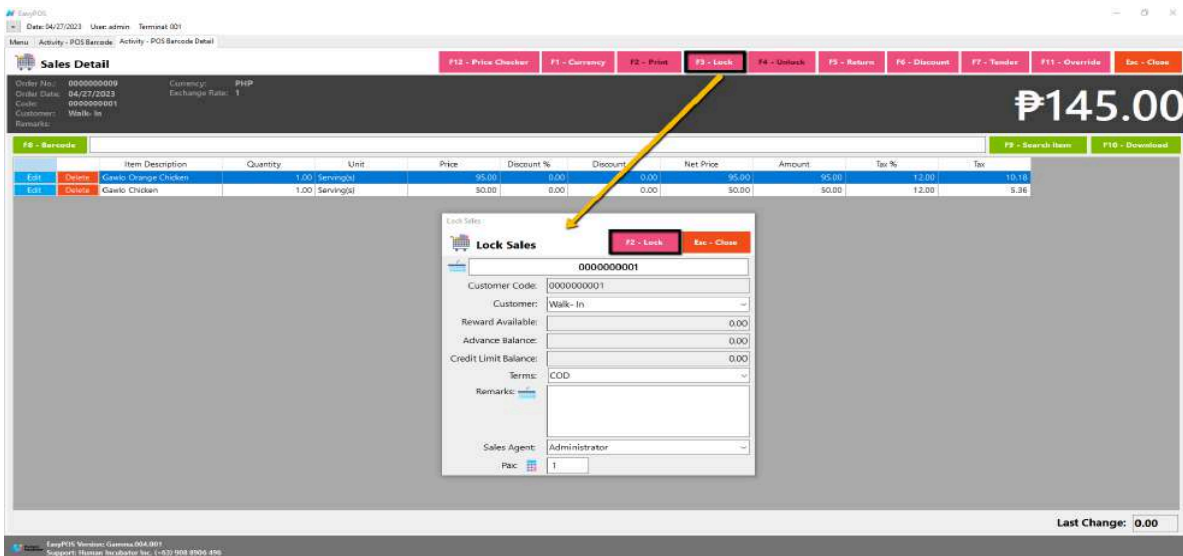 EasyPOS
Date: 04/27/2023 User: admin Terminal: 001
Menu Activity - POS Barcode Activity - POS Barcode Detail
Sales Detail F12 - Price Checker F1 - Currency F2 - Print F3 - Lock F4 - Unlock F5 - Return F6 - Discount F7 - Tender F11 - Override Esc - Close
Order No.: 0000000009 Currency: PHP
Order Date: 04/27/2023 Exchange Rate: 1
Code: 0000000001
Customer: Walk- In
Remarks:
₱145.00
F8 - Barcode F9 - Search Item F10 - Download
Item Description Quantity Unit Price Discount % Discount Net Price Amount Tax % Tax
Edit Delete Gawlo Orange Chicken 1.00 Serving(s) 95.00 0.00 0.00 95.00 95.00 12.00 10.18
Edit Delete Gawlo Chicken 1.00 Serving(s) 50.00 0.00 0.00 50.00 50.00 12.00 5.36
Lock Sales
Lock Sales F2 - Lock Esc - Close
0000000001
Customer Code: 0000000001
Customer: Walk- In
Reward Available: 0.00
Advance Balance: 0.00
Credit Limit Balance: 0.00
Terms: COD
Remarks:
Sales Agent: Administrator
Pax: 1
Last Change: 0.00
EasyPOS Version: Gamma.004.001
Support: Human Incubator Inc. (+63) 908 8906 496